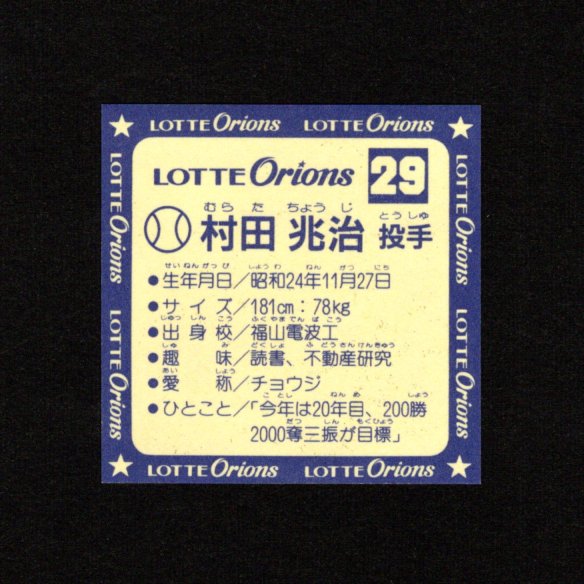 LOTTE Orions LOTTE Orions
LOTTE Orions
LOTTE Orions
LOTTE Orions
LOTTE Orions
LOTTE Orions 29
むら た ちょう じ とう しゅ
村田 兆治 投手
せい ねん がっ ぴ しょう わ ねん がつ にち
●生年月日/昭和24年11月27日
●サイズ/181cm:78kg
しゅっ しん こう ふく やま でん ぱ こう
●出身校/福山電波工
しゅ み どくしょ ふ どうさんけんきゅう
●趣味/読書、不動産研究
あい しょう
●愛称/チョウジ
ことし ねん め しょう
●ひとこと/「今年は20年目、200勝
だつ しん もくひょう
2000奪三振が目標」
LOTTE Orions LOTTE Orions